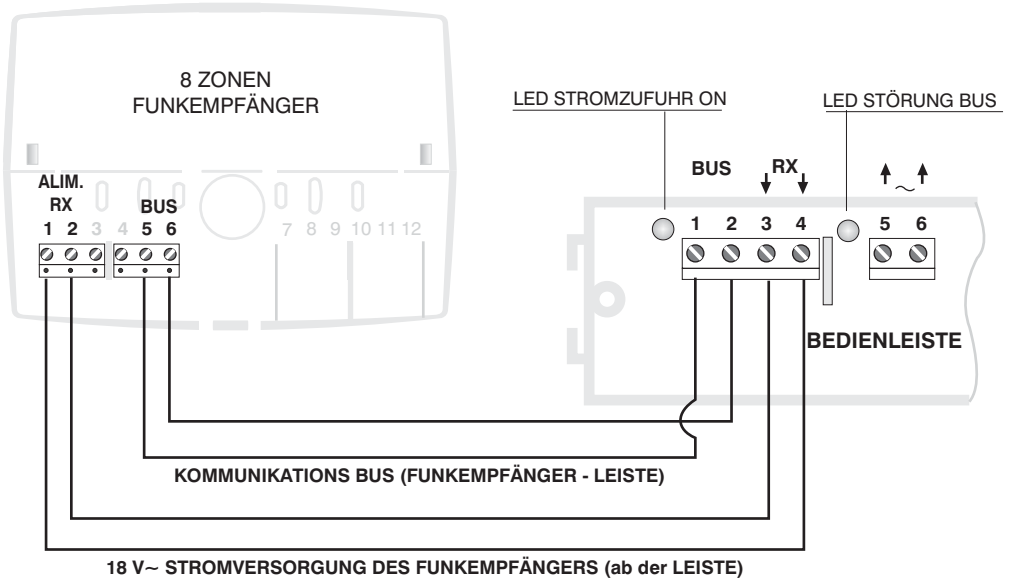 8 ZONEN
FUNKEMPFÄNGER
LED STROMZUFUHR ON
LED STÖRUNG BUS
ALIM.
RX
BUS
1 2 3 4 5 6
7 8 9 10 11 12
BUS
RX
~
1 2 3 4
5 6
BEDIENLEISTE
KOMMUNIKATIONS BUS (FUNKEMPFÄNGER - LEISTE)
18 V~ STROMVERSORGUNG DES FUNKEMPFÄNGERS (ab der LEISTE)